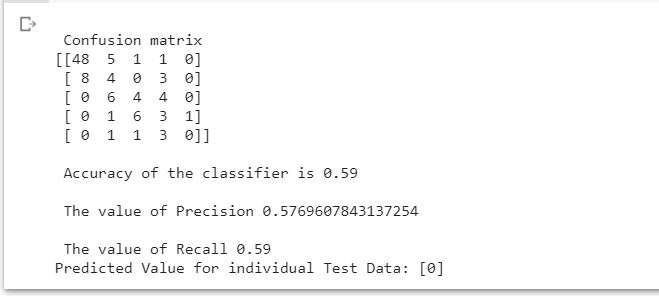 Confusion matrix
[[48 5 1 1 0]
[ 8 4 0 3 0]
[ 0 6 4 4 0]
[ 0 1 6 3 1]
[ 0 1 1 3 0]]
Accuracy of the classifier is 0.59
The value of Precision 0.5769607843137254
The value of Recall 0.59
Predicted Value for individual Test Data: [0]